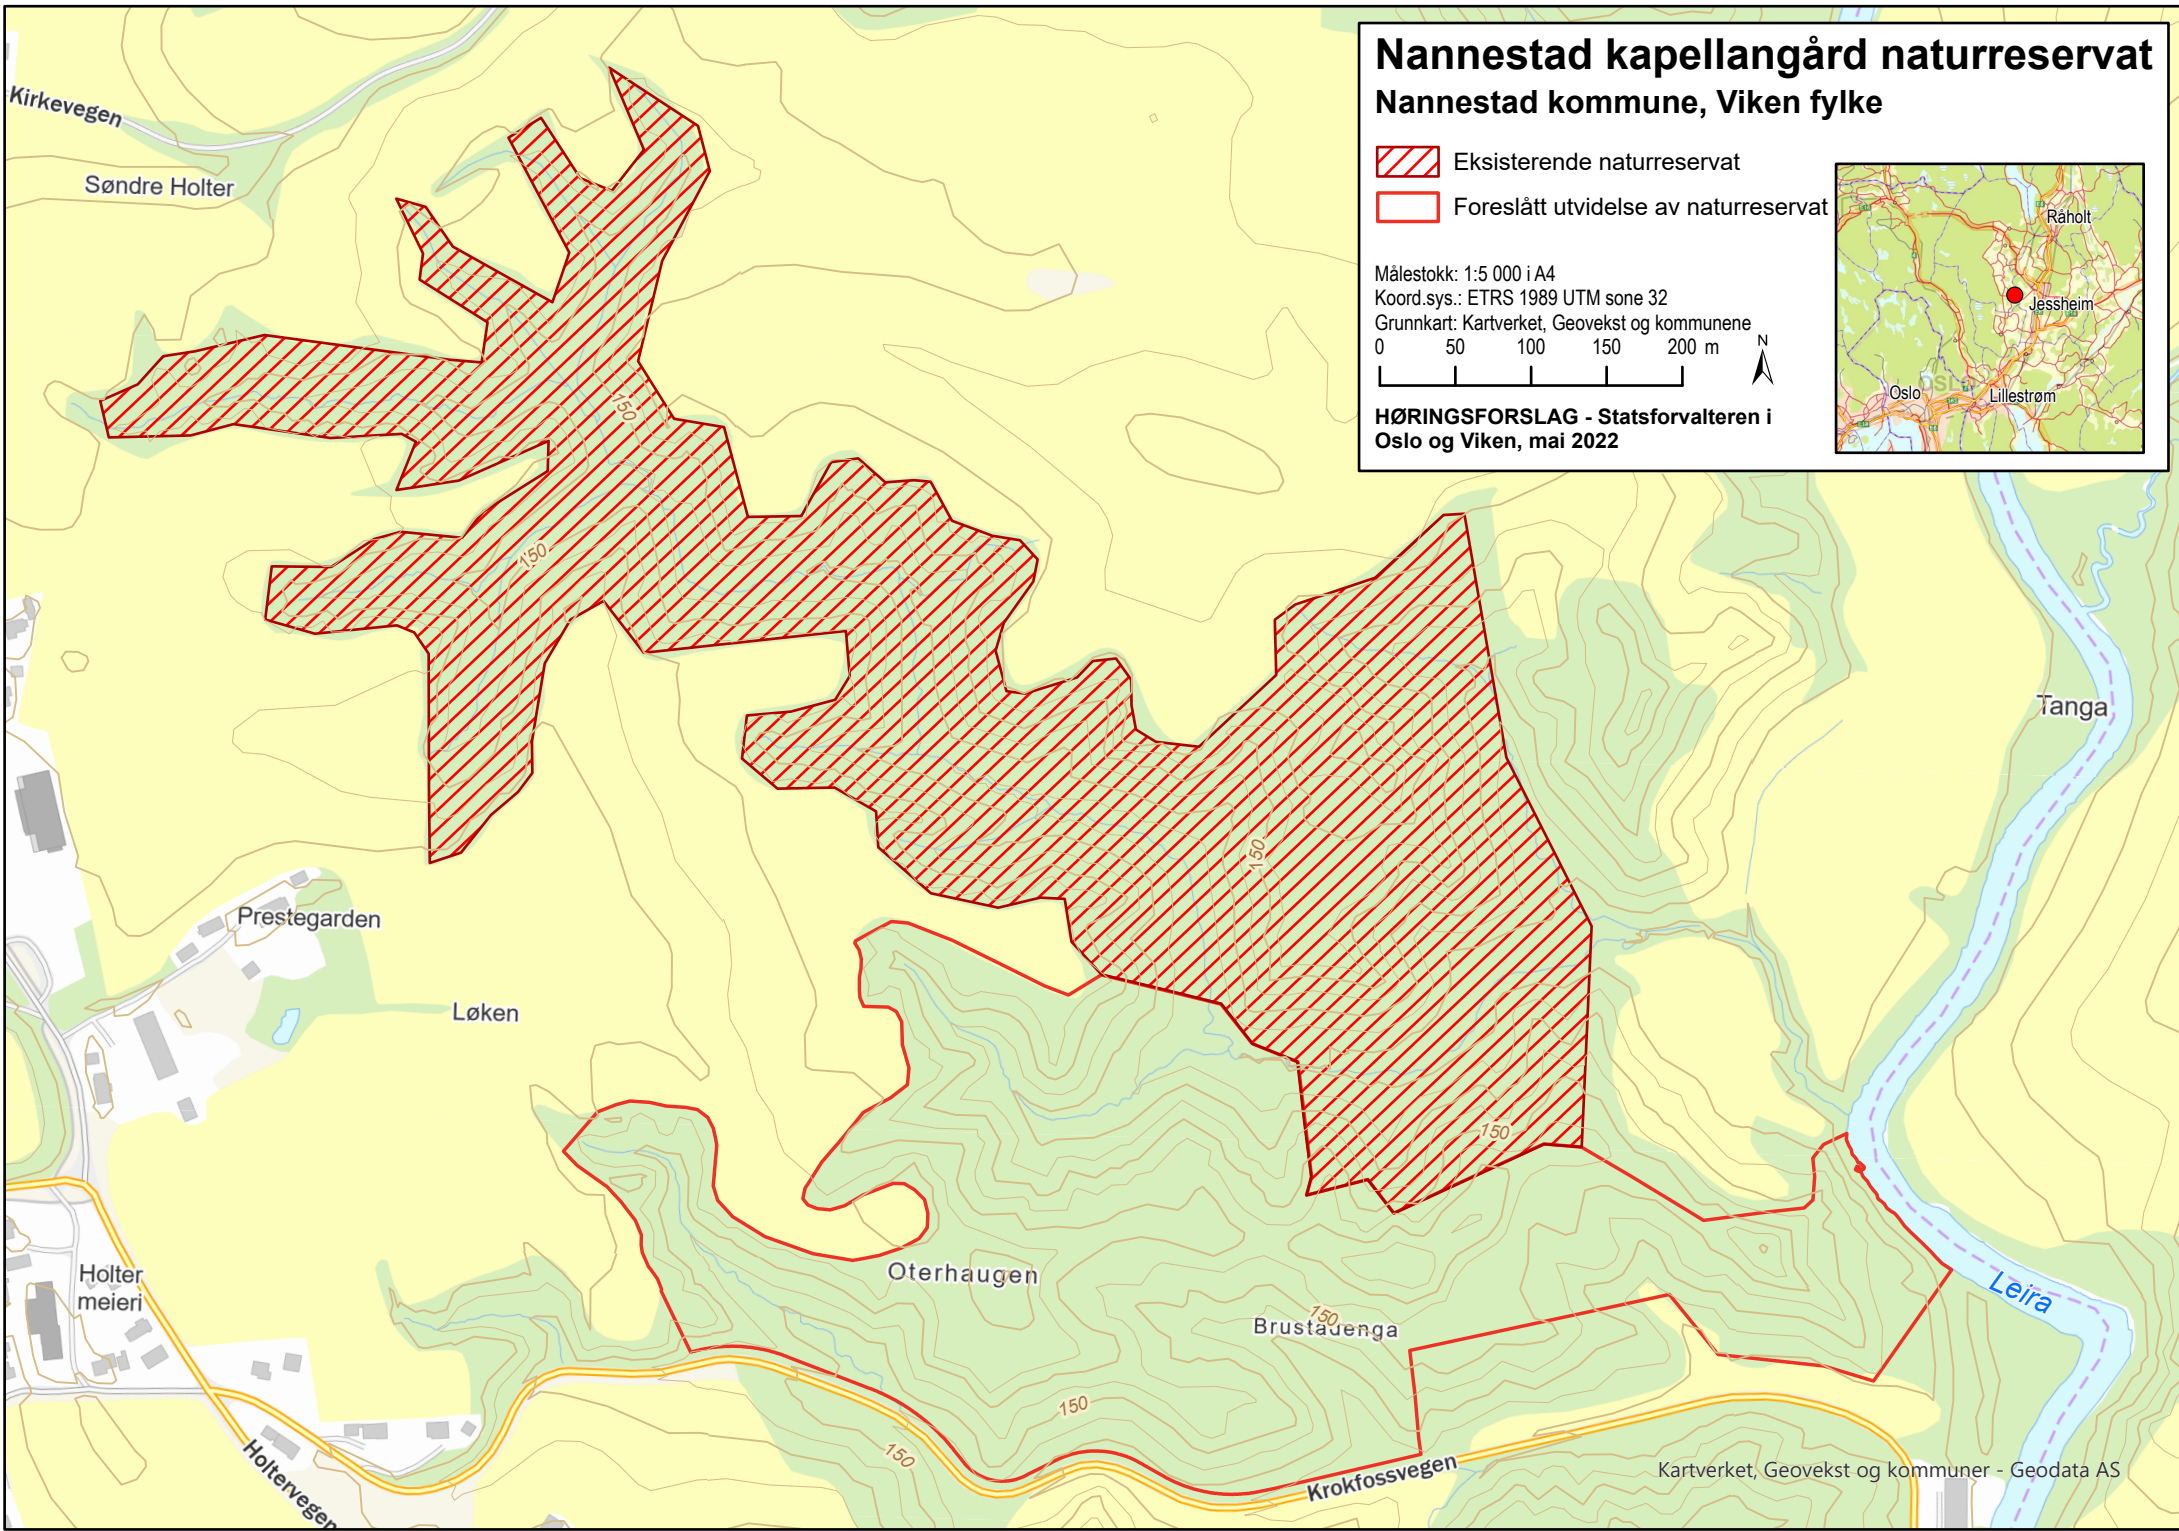 Nannestad kapellangård naturreservat
Nannestad kommune, Viken fylke
Eksisterende naturreservat
Foreslått utvidelse av naturreservat
Målestokk: 1:5 000 i A4
Koord.sys.: ETRS 1989 UTM sone 32
Grunnkart: Kartverket, Geovekst og kommunene
0 50 100 150 200 m
N
HØRINGSFORSLAG - Statsforvalteren i
Oslo og Viken, mai 2022
Råholt
Jessheim
OSLO
Oslo
Lillestrøm
Kirkevegen
Søndre Holter
150
150
Tanga
150
Prestegarden
Løken
150
Holter
meieri
Oterhaugen
Leira
150
Brustadenga
150
150
Holtervegen
Krokfossvegen
Kartverket, Geovekst og kommuner - Geodata AS